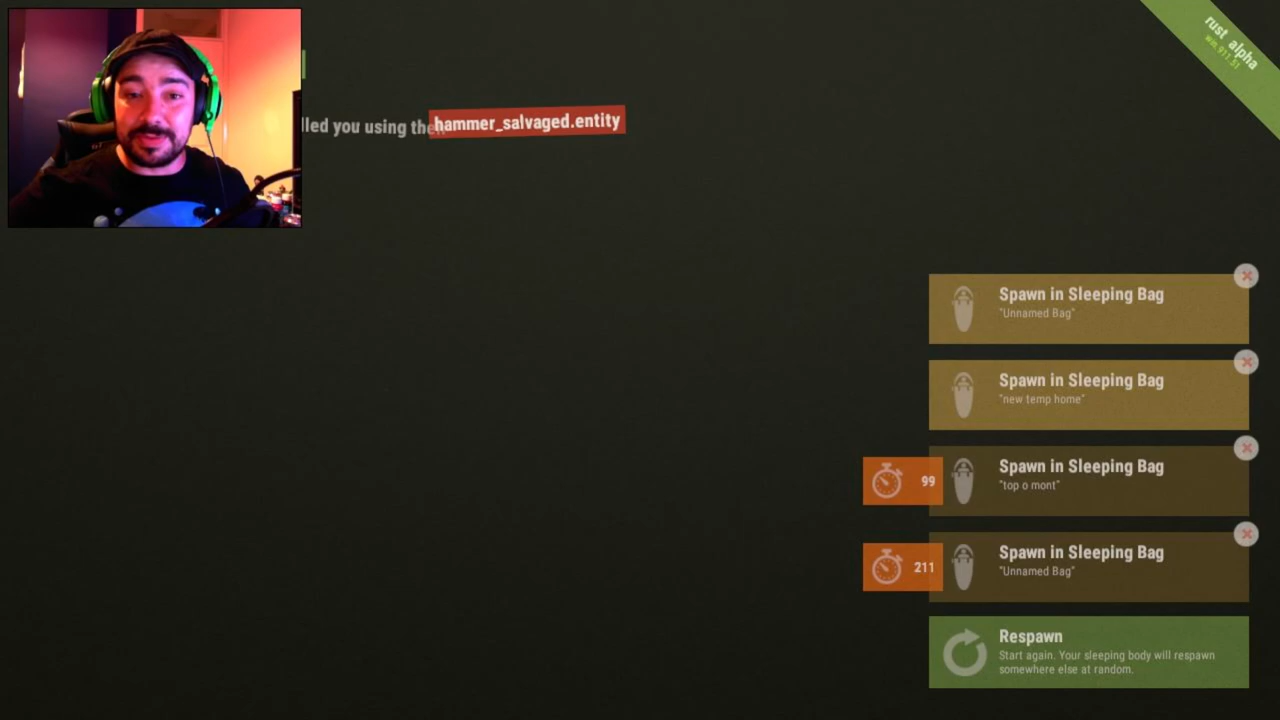 rust alpha
lled you using the
hammer_salvaged.entity
Spawn in Sleeping Bag
"Unnamed Bag"
Spawn in Sleeping Bag
"new temp home"
99
Spawn in Sleeping Bag
"top o mont"
211
Spawn in Sleeping Bag
"Unnamed Bag"
Respawn
Start again. Your sleeping body will respawn
somewhere else at random.